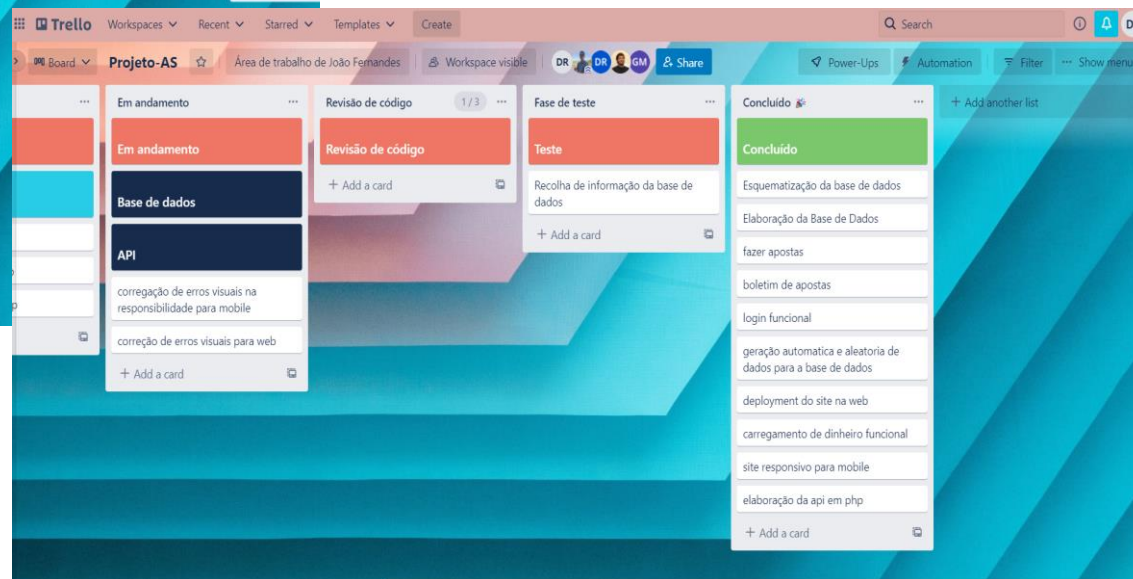 Trello Workspaces Recent Starred Templates Create Search
Board Projeto-AS Área de trabalho de João Fernandes Workspace visible DR DR GM Share Power-Ups Automation Filter Show menu
Em andamento
Em andamento
Base de dados
API
corregação de erros visuais na
responsibilidade para mobile
correção de erros visuais para web
+ Add a card
Revisão de código 1/3
Revisão de código
+ Add a card
Fase de teste
Teste
Recolha de informação da base de
dados
+ Add a card
Concluído
Concluído
Esquematização da base de dados
Elaboração da Base de Dados
fazer apostas
boletim de apostas
login funcional
geração automatica e aleatoria de
dados para a base de dados
deployment do site na web
carregamento de dinheiro funcional
site responsivo para mobile
elaboração da api em php
+ Add a card
+ Add another list